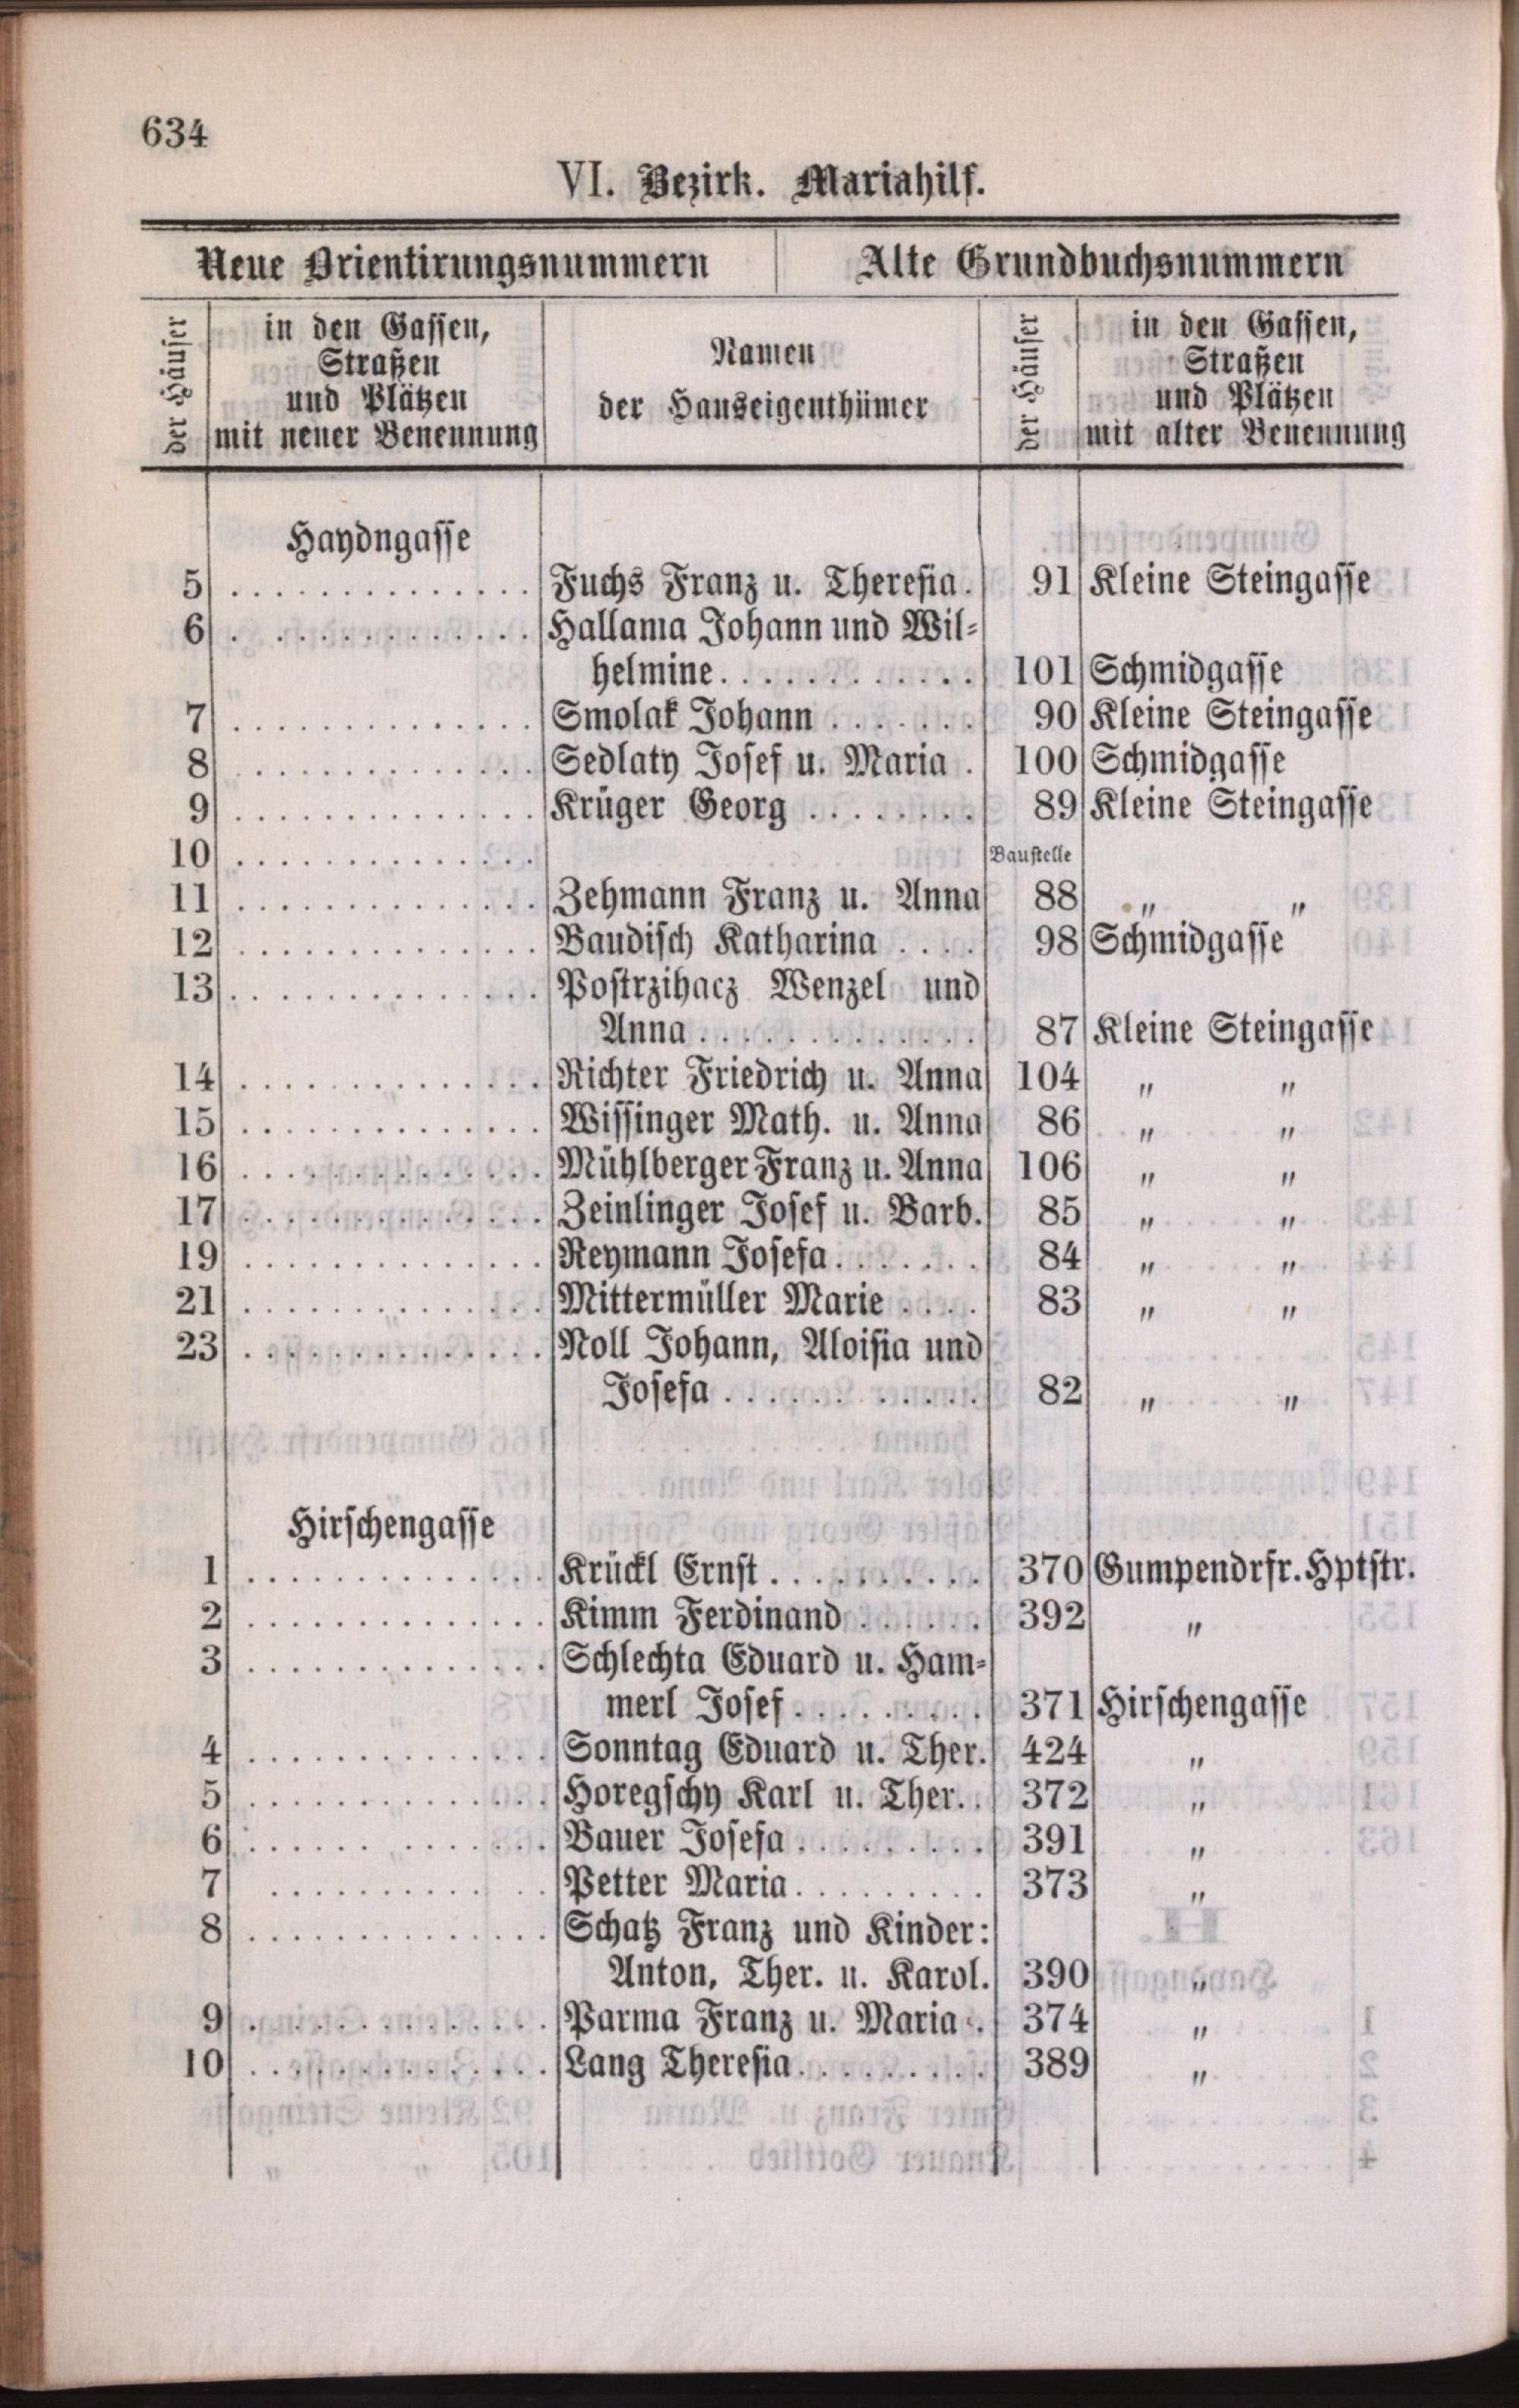 634
VI. Bezirk. Mariahilf.
Neue Orientirungsnummern Alte Grundbuchsnummern
der Häuser
in den Gassen,
Straßen
und Plätzen
mit neuer Benennung
Namen
der Hauseigenthümer
der Häuser
in den Gassen,
Straßen
und Plätzen
mit alter Benennung
Haydngasse
5 . . . . . . . . . . . . . . Fuchs Franz u. Theresia . 91 Kleine Steingasse
6 . . . . . . . . . . . . . . Hallama Johann und Wil-
helmine . . . . . . . . . . . . 101 Schmidgasse
7 . . . . . . . . . . . . . . Smolak Johann . . . . . . . 90 Kleine Steingasse
8 . . . . . . . . . . . . . . Sedlaty Josef u. Maria . 100 Schmidgasse
9 . . . . . . . . . . . . . . Krüger Georg . . . . . . . . 89 Kleine Steingasse
10 . . . . . . . . . . . . . . Baustelle
11 . . . . . . . . . . . . . . Zehmann Franz u. Anna 88 „ „
12 . . . . . . . . . . . . . . Baudisch Katharina . . . . 98 Schmidgasse
13 . . . . . . . . . . . . . . Postrzihacz Wenzel und
Anna . . . . . . . . . . . . . 87 Kleine Steingasse
14 . . . . . . . . . . . . . . Richter Friedrich u. Anna 104 „ „
15 . . . . . . . . . . . . . . Wissinger Math. u. Anna 86 „ „
16 . . . . . . . . . . . . . . Mühlberger Franz u. Anna 106 „ „
17 . . . . . . . . . . . . . . Zeinlinger Josef u. Barb. 85 „ „
19 . . . . . . . . . . . . . . Reymann Josefa . . . . . . . 84 „ „
21 . . . . . . . . . . . . . . Mittermüller Marie . . . . 83 „ „
23 . . . . . . . . . . . . . . Noll Johann, Aloisia und
Josefa . . . . . . . . . . . . 82 „ „
Hirschengasse
1 . . . . . . . . . . . . . . Krückl Ernst . . . . . . . . . . 370 Gumpendrfr. Hptstr.
2 . . . . . . . . . . . . . . Kimm Ferdinand . . . . . . 392 „
3 . . . . . . . . . . . . . . Schlechta Eduard u. Ham-
merl Josef . . . . . . . . . 371 Hirschengasse
4 . . . . . . . . . . . . . . Sonntag Eduard u. Ther. 424 „
5 . . . . . . . . . . . . . . Horegschy Karl u. Ther. . 372 „
6 . . . . . . . . . . . . . . Bauer Josefa . . . . . . . . . 391 „
7 . . . . . . . . . . . . . . Petter Maria . . . . . . . . . 373 „
8 . . . . . . . . . . . . . . Schatz Franz und Kinder:
Anton, Ther. u. Karol. 390 „
9 . . . . . . . . . . . . . . Parma Franz u. Maria . . 374 „
10 . . . . . . . . . . . . . . Lang Theresia . . . . . . . . . 389 „